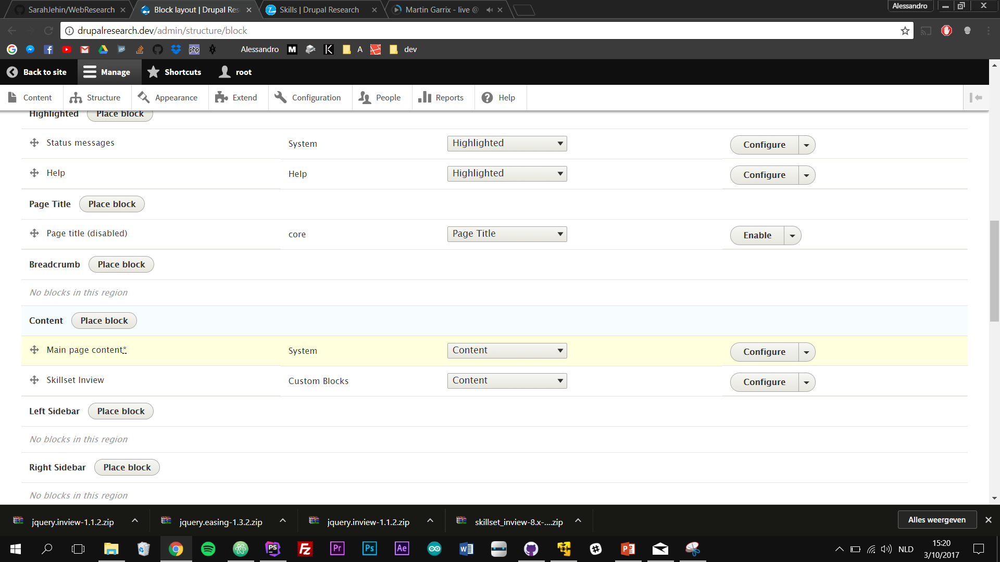 SarahJehin/WebResearch
Block layout | Drupal Res
Skills | Drupal Research
Martin Garrix - live @
Alessandro
drupalresearch.dev/admin/structure/block
php
Alessandro
M
A
dev
Back to site
Manage
Shortcuts
root
Content
Structure
Appearance
Extend
Configuration
People
Reports
Help
Highlighted
Place block
Status messages
System
Highlighted
Configure
Help
Help
Highlighted
Configure
Page Title
Place block
Page title (disabled)
core
Page Title
Enable
Breadcrumb
Place block
No blocks in this region
Content
Place block
Main page content*
System
Content
Configure
Skillset Inview
Custom Blocks
Content
Configure
Left Sidebar
Place block
No blocks in this region
Right Sidebar
Place block
No blocks in this region
jquery.inview-1.1.2.zip
jquery.easing-1.3.2.zip
jquery.inview-1.1.2.zip
skillset_inview-8.x-....zip
Alles weergeven
PS
Fz
Pr
Ps
Ae
NLD
15:20
3/10/2017